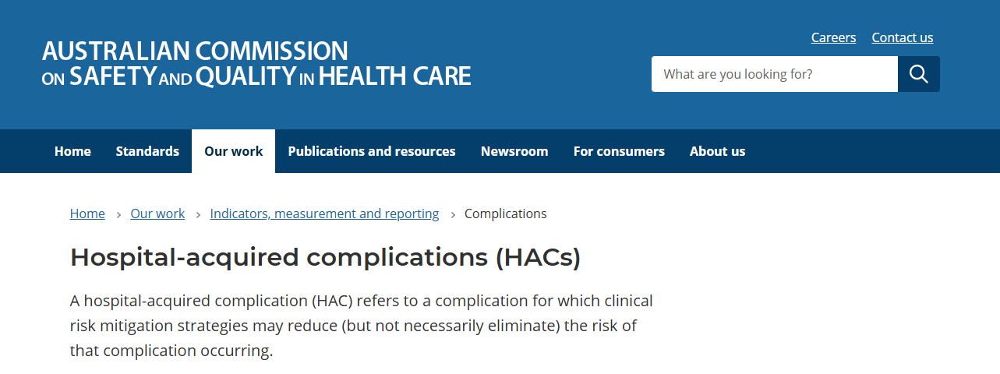 Careers Contact us
AUSTRALIAN COMMISSION
ON SAFETY AND QUALITY IN HEALTH CARE
What are you looking for?
Home Standards Our work Publications and resources Newsroom For consumers About us
Home › Our work › Indicators, measurement and reporting › Complications
Hospital-acquired complications (HACs)
A hospital-acquired complication (HAC) refers to a complication for which clinical
risk mitigation strategies may reduce (but not necessarily eliminate) the risk of
that complication occurring.